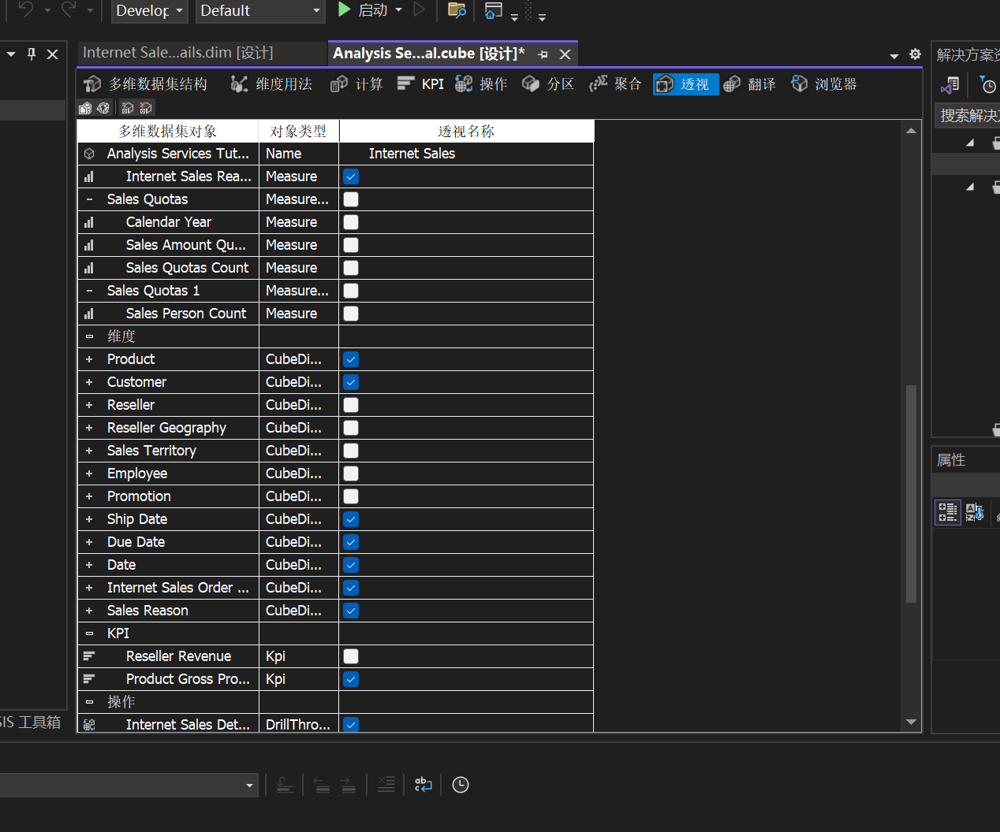 Develop
Default
启动
Internet Sale...ails.dim [设计]
Analysis Se...al.cube [设计]*
解决方案资
多维数据集结构
维度用法
计算
KPI
操作
分区
聚合
透视
翻译
浏览器
搜索解决方
多维数据集对象 对象类型 透视名称
Analysis Services Tut... Name Internet Sales
Internet Sales Rea... Measure
Sales Quotas Measure...
Calendar Year Measure
Sales Amount Qu... Measure
Sales Quotas Count Measure
Sales Quotas 1 Measure...
Sales Person Count Measure
维度
Product CubeDi...
Customer CubeDi...
Reseller CubeDi...
Reseller Geography CubeDi...
Sales Territory CubeDi...
Employee CubeDi...
Promotion CubeDi...
Ship Date CubeDi...
Due Date CubeDi...
Date CubeDi...
Internet Sales Order ... CubeDi...
Sales Reason CubeDi...
KPI
Reseller Revenue Kpi
Product Gross Pro... Kpi
操作
Internet Sales Det... DrillThro...
属性
SIS 工具箱